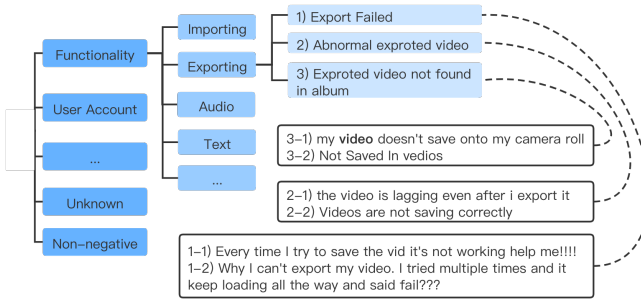 Functionality
User Account
...
Unknown
Non-negative
Importing
Exporting
Audio
Text
...
1) Export Failed
2) Abnormal exproted video
3) Exproted video not found
in album
3-1) my video doesn't save onto my camera roll
3-2) Not Saved In vedios
2-1) the video is lagging even after i export it
2-2) Videos are not saving correctly
1-1) Every time I try to save the vid it's not working help me!!!!
1-2) Why I can't export my video. I tried multiple times and it
keep loading all the way and said fail???